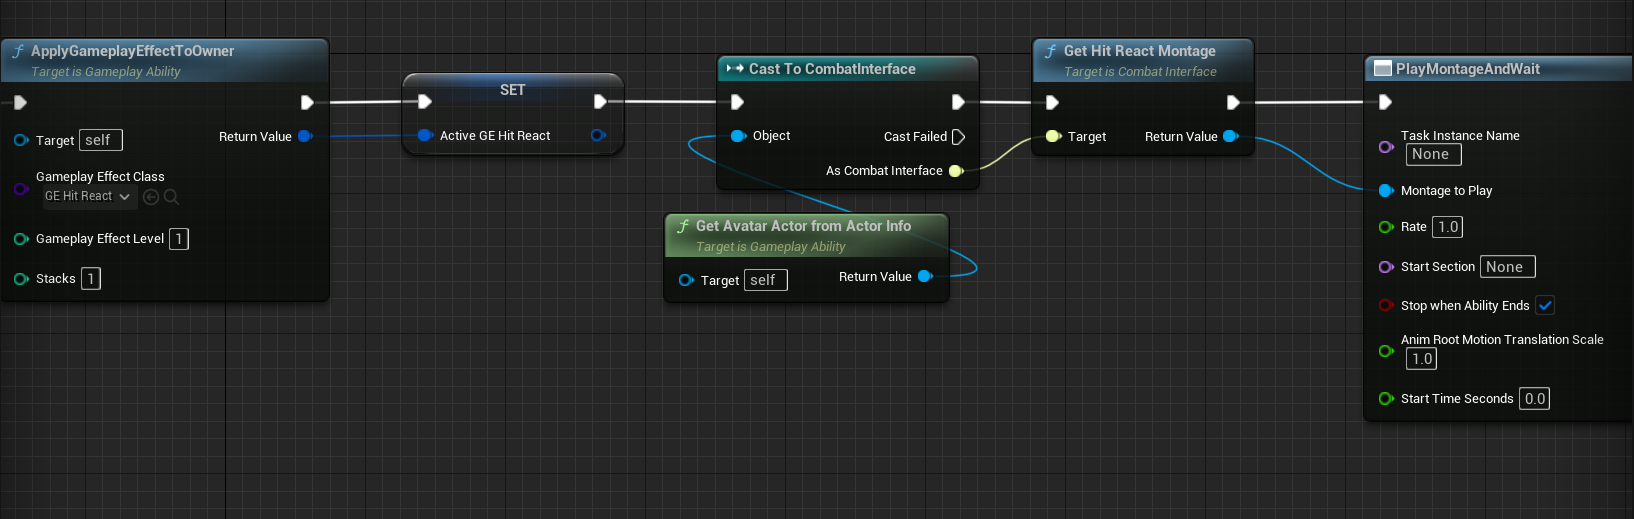 ApplyGameplayEffectToOwner
Target is Gameplay Ability
Target self
Return Value
Gameplay Effect Class
GE Hit React
Gameplay Effect Level 1
Stacks 1
SET
Active GE Hit React
Cast To CombatInterface
Object
Cast Failed
As Combat Interface
Get Avatar Actor from Actor Info
Target is Gameplay Ability
Target self
Return Value
Get Hit React Montage
Target is Combat Interface
Target
Return Value
PlayMontageAndWait
Task Instance Name
None
Montage to Play
Rate 1.0
Start Section None
Stop when Ability Ends
Anim Root Motion Translation Scale
1.0
Start Time Seconds 0.0